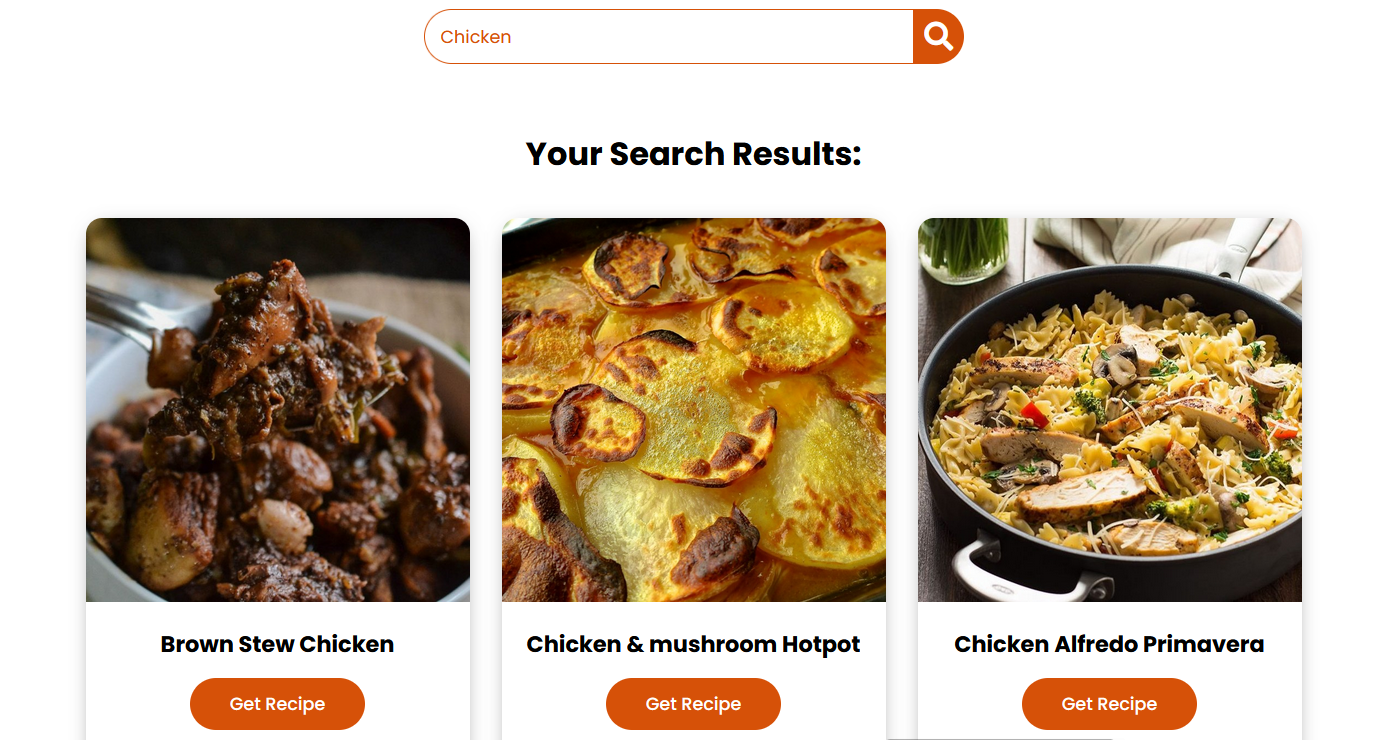 Chicken
Your Search Results:
Brown Stew Chicken
Chicken & mushroom Hotpot
Chicken Alfredo Primavera
Get Recipe
Get Recipe
Get Recipe